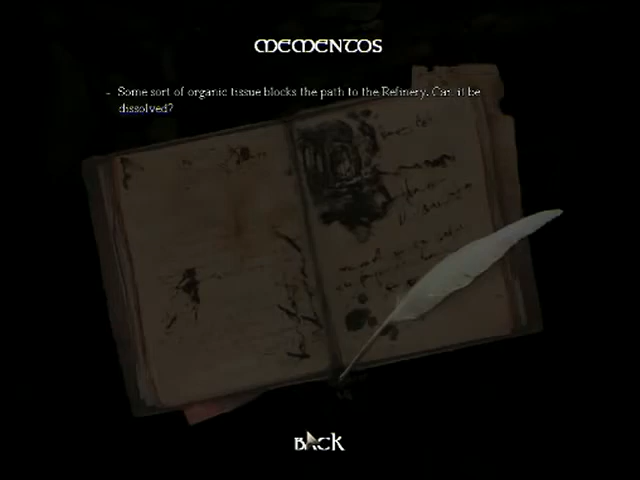 MEMENTOS
- Some sort of organic tissue blocks the path to the Refinery. Can it be
dissolved?
BACK